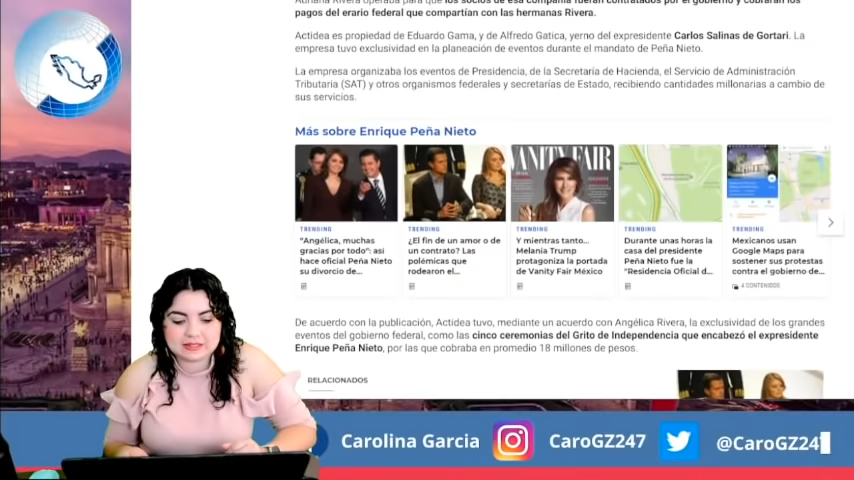 Adriana Rivera operaba para que los socios de esa compañía fueran contratados por el gobierno y cobraran los
pagos del erario federal que compartían con las hermanas Rivera.
Actidea es propiedad de Eduardo Gama, y de Alfredo Gatica, yerno del expresidente Carlos Salinas de Gortari. La
empresa tuvo exclusividad en la planeación de eventos durante el mandato de Peña Nieto.
La empresa organizaba los eventos de Presidencia, de la Secretaría de Hacienda, el Servicio de Administración
Tributaria (SAT) y otros organismos federales y secretarías de Estado, recibiendo cantidades millonarias a cambio de
sus servicios.
Más sobre Enrique Peña Nieto
VANITY FAIR
TRENDING
"Angélica, muchas
gracias por todo": así
hace oficial Peña Nieto
su divorcio de...
TRENDING
¿El fin de un amor o de
un contrato? Las
polémicas que
rodearon el...
TRENDING
Y mientras tanto...
Melania Trump
protagoniza la portada
de Vanity Fair México
TRENDING
Durante unas horas la
casa del presidente
Peña Nieto fue la
"Residencia Oficial d...
TRENDING
Mexicanos usan
Google Maps para
sostener sus protestas
contra el gobierno de...
4 CONTENIDOS
De acuerdo con la publicación, Actidea tuvo, mediante un acuerdo con Angélica Rivera, la exclusividad de los grandes
eventos del gobierno federal, como las cinco ceremonias del Grito de Independencia que encabezó el expresidente
Enrique Peña Nieto, por las que cobraba en promedio 18 millones de pesos.
RELACIONADOS
Carolina Garcia
CaroGZ247
@CaroGZ247